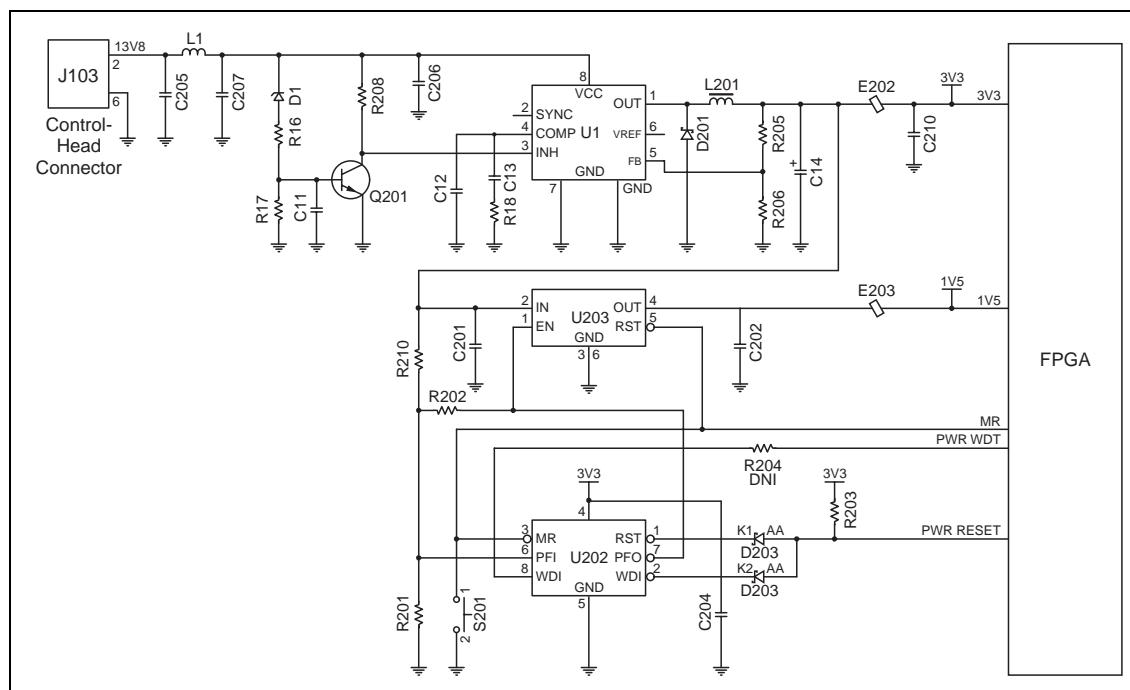 13V8
L1
J103
2
6
Control-
Head
Connector
C205
C207
D1
R16
R17
C11
R208
Q201
C206
8
VCC
2
SYNC
4
COMP
U1
3
INH
OUT
1
VREF
6
FB
5
GND
GND
7
C12
C13
R18
L201
D201
R205
R206
C14
E202
C210
3V3
3V3
2
IN
1
EN
U203
OUT
4
RST
5
GND
3
6
C201
C202
E203
1V5
1V5
FPGA
R210
R202
MR
PWR WDT
R204
DNI
3V3
R203
PWR RESET
3V3
4
3
MR
6
PFI
8
WDI
U202
RST
1
PFO
7
WDI
2
GND
5
K1
AA
D203
K2
AA
D203
C204
R201
1
S201
2